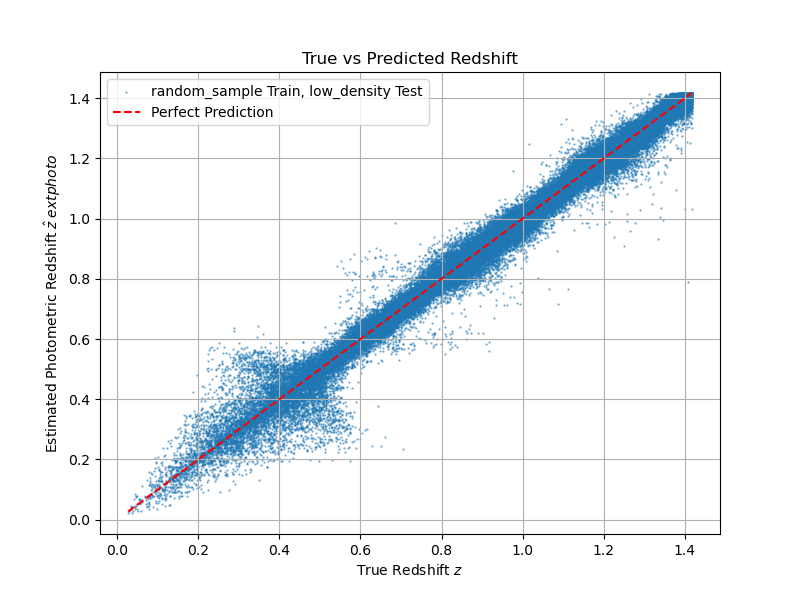 True vs Predicted Redshift
random_sample Train, low_density Test
Perfect Prediction
Estimated Photometric Redshift ẑ extphoto
1.4
1.2
1.0
0.8
0.6
0.4
0.2
0.0
0.0 0.2 0.4 0.6 0.8 1.0 1.2 1.4
True Redshift z